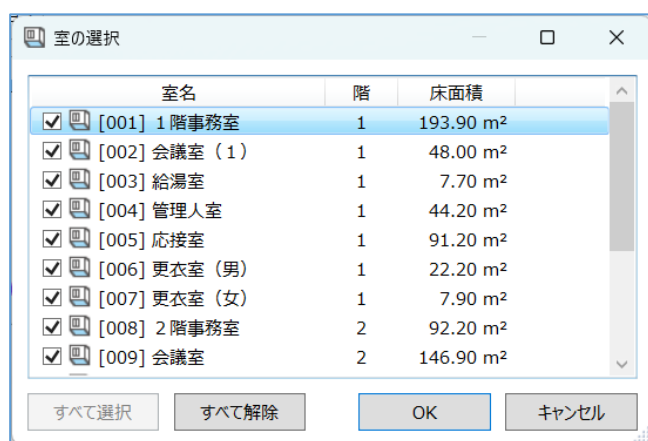 室の選択
室名 階 床面積
[001] １階事務室 1 193.90 m²
[002] 会議室（１） 1 48.00 m²
[003] 給湯室 1 7.70 m²
[004] 管理人室 1 44.20 m²
[005] 応接室 1 91.20 m²
[006] 更衣室（男） 1 22.20 m²
[007] 更衣室（女） 1 7.90 m²
[008] ２階事務室 2 92.20 m²
[009] 会議室 2 146.90 m²
すべて選択 すべて解除 OK キャンセル